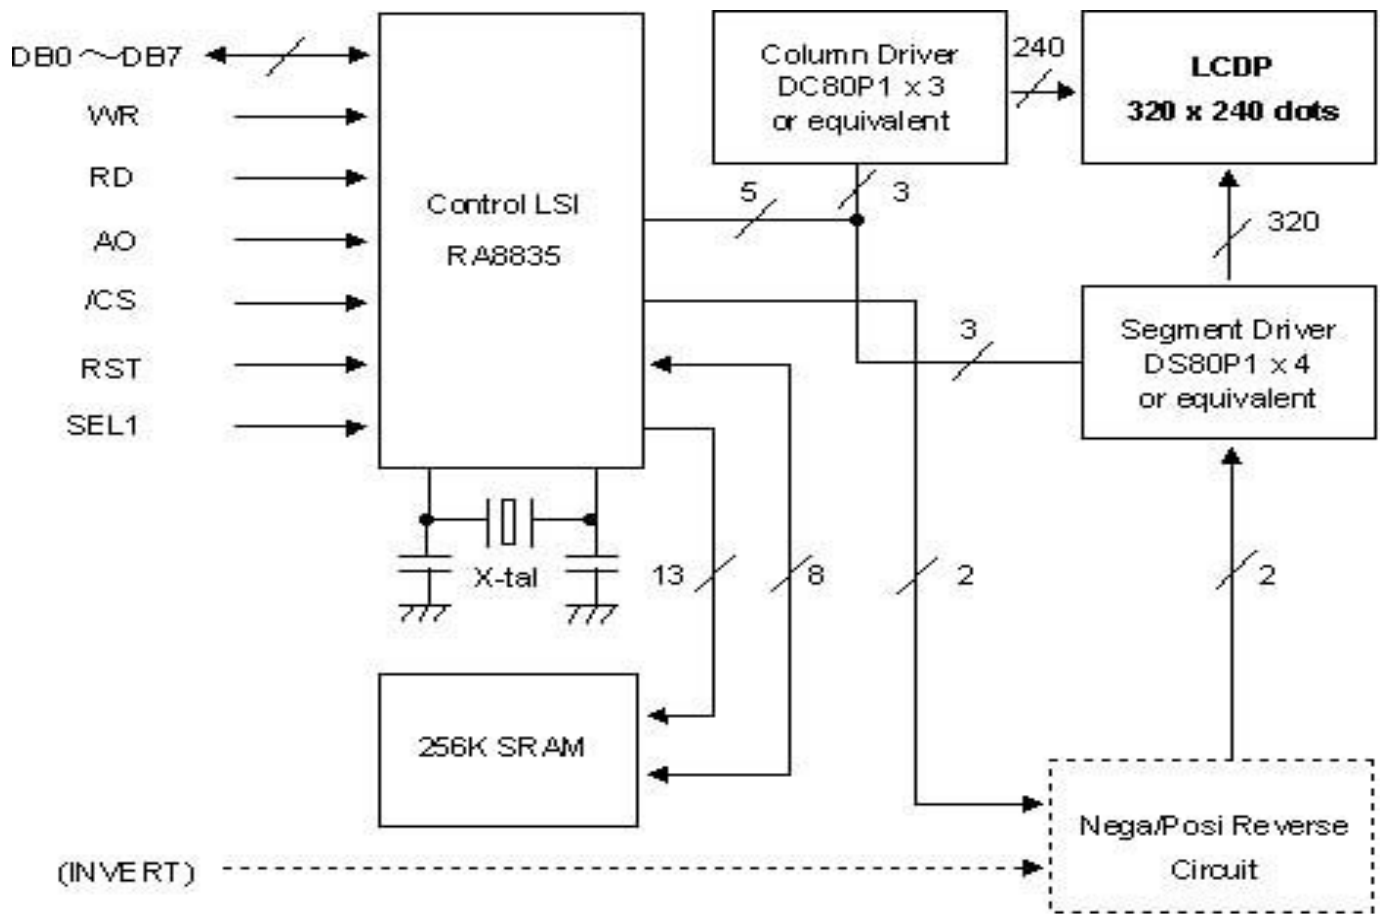 DB0 ～DB7
WR
RD
AO
/CS
RST
SEL1
Control LSI
RA8835
X-tal
256K SRAM
(INVERT)
Column Driver
DC80P1 x 3
or equivalent
240
LCDP
320 x 240 dots
5
3
320
3
Segment Driver
DS80P1 x 4
or equivalent
13
8
2
2
Nega/Posi Reverse
Circuit